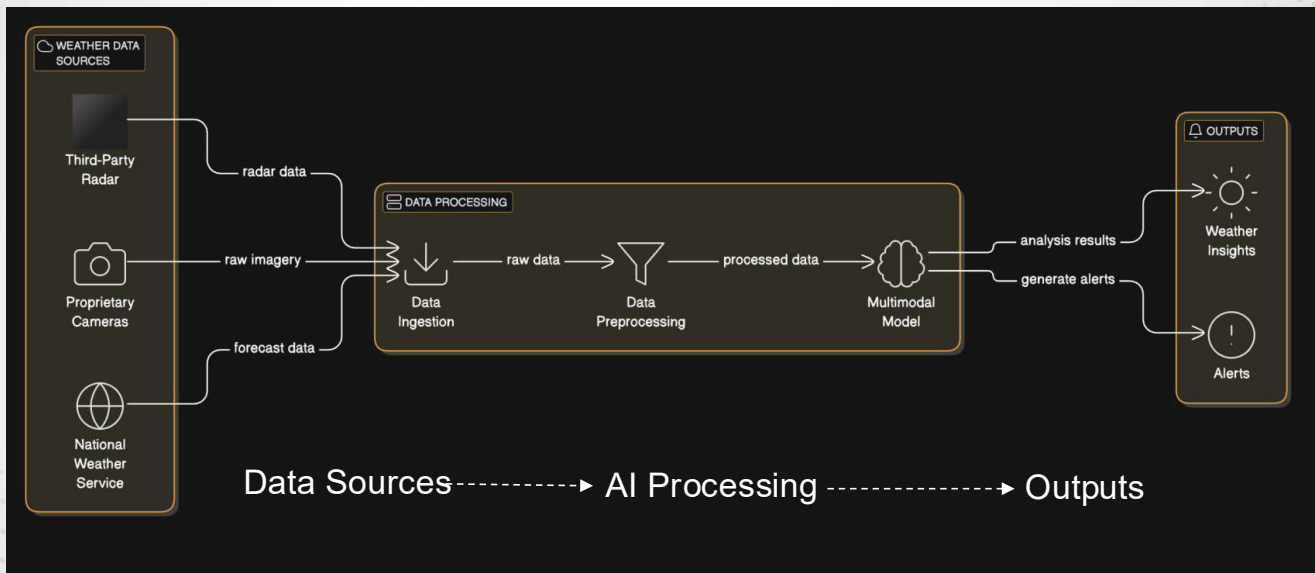 WEATHER DATA
SOURCES
Third-Party
Radar
Proprietary
Cameras
National
Weather
Service
radar data
raw imagery
forecast data
DATA PROCESSING
Data
Ingestion
raw data
Data
Preprocessing
processed data
Multimodal
Model
analysis results
generate alerts
OUTPUTS
Weather
Insights
Alerts
Data Sources
AI Processing
Outputs